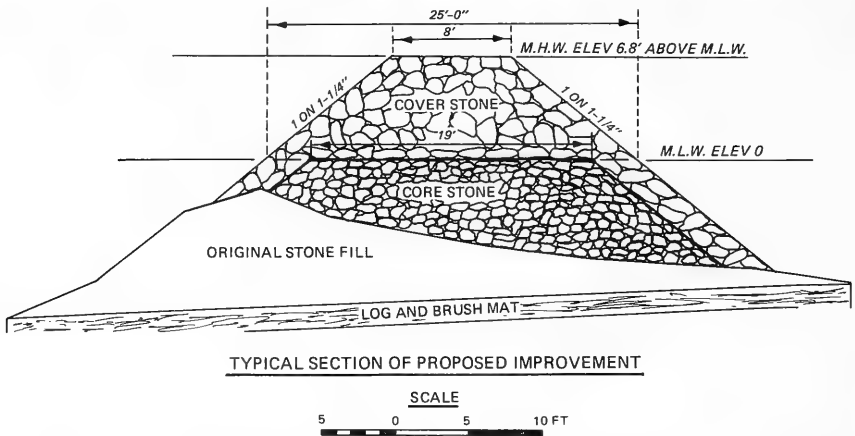 25'-0"
8'
M.H.W. ELEV 6.8' ABOVE M.L.W.
1 ON 1-1/4"
COVER STONE
1 ON 1-1/4"
19'
M.L.W. ELEV 0
CORE STONE
ORIGINAL STONE FILL
LOG AND BRUSH MAT
TYPICAL SECTION OF PROPOSED IMPROVEMENT
SCALE
5 0 5 10 FT